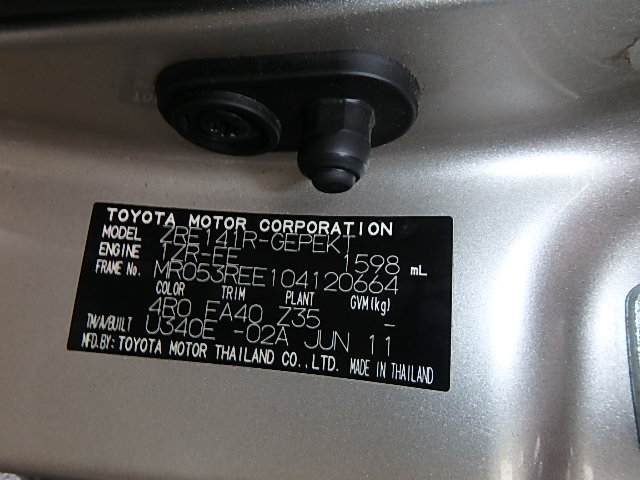 TOYOTA MOTOR CORPORATION
MODEL ZRE141R-GEPEKT
ENGINE 1ZR-FE 1598 mL
FRAME No. MR053REE104120664
COLOR TRIM PLANT GVM(kg)
4R0 FA40 Z35 -
TM/A/BUILT U340E -02A JUN 11
MFD.BY: TOYOTA MOTOR THAILAND CO.,LTD. MADE IN THAILAND